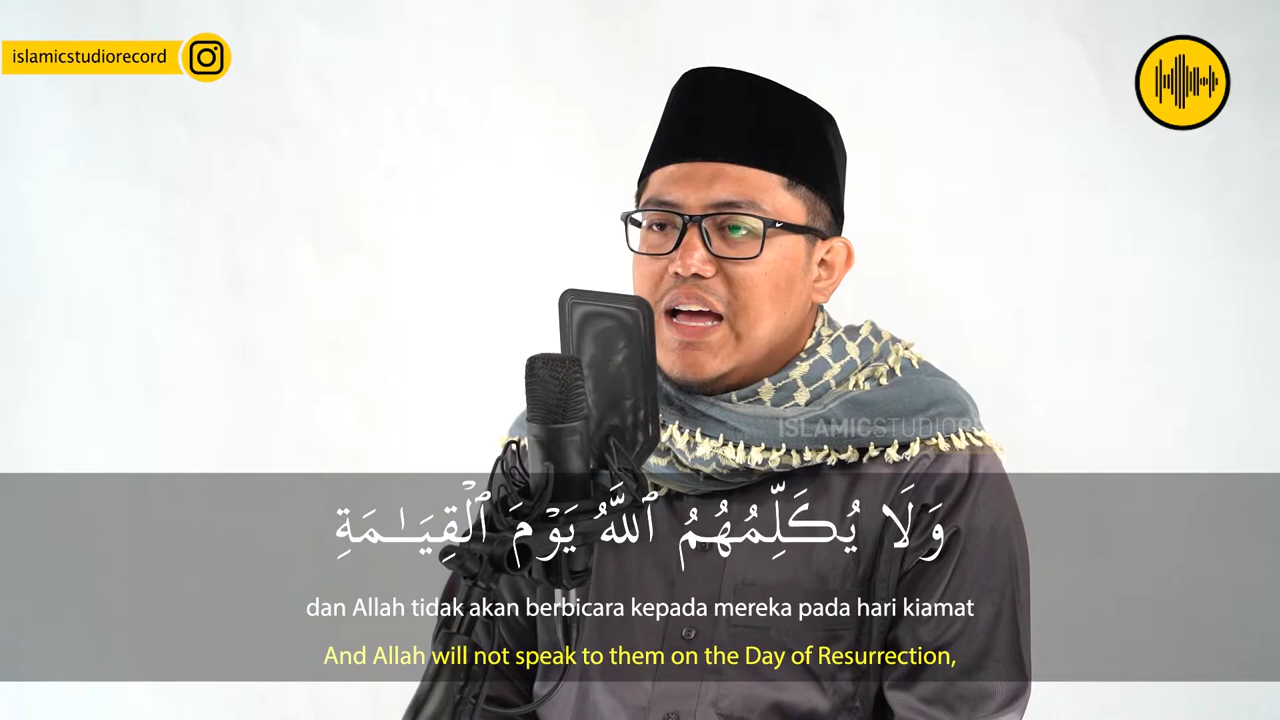 islamicstudiorecord
ISLAMICSTUDIOR
وَلَا يُكَلِّمُهُمُ ٱللَّهُ يَوْمَ ٱلْقِيَـٰمَةِ
dan Allah tidak akan berbicara kepada mereka pada hari kiamat
And Allah will not speak to them on the Day of Resurrection,